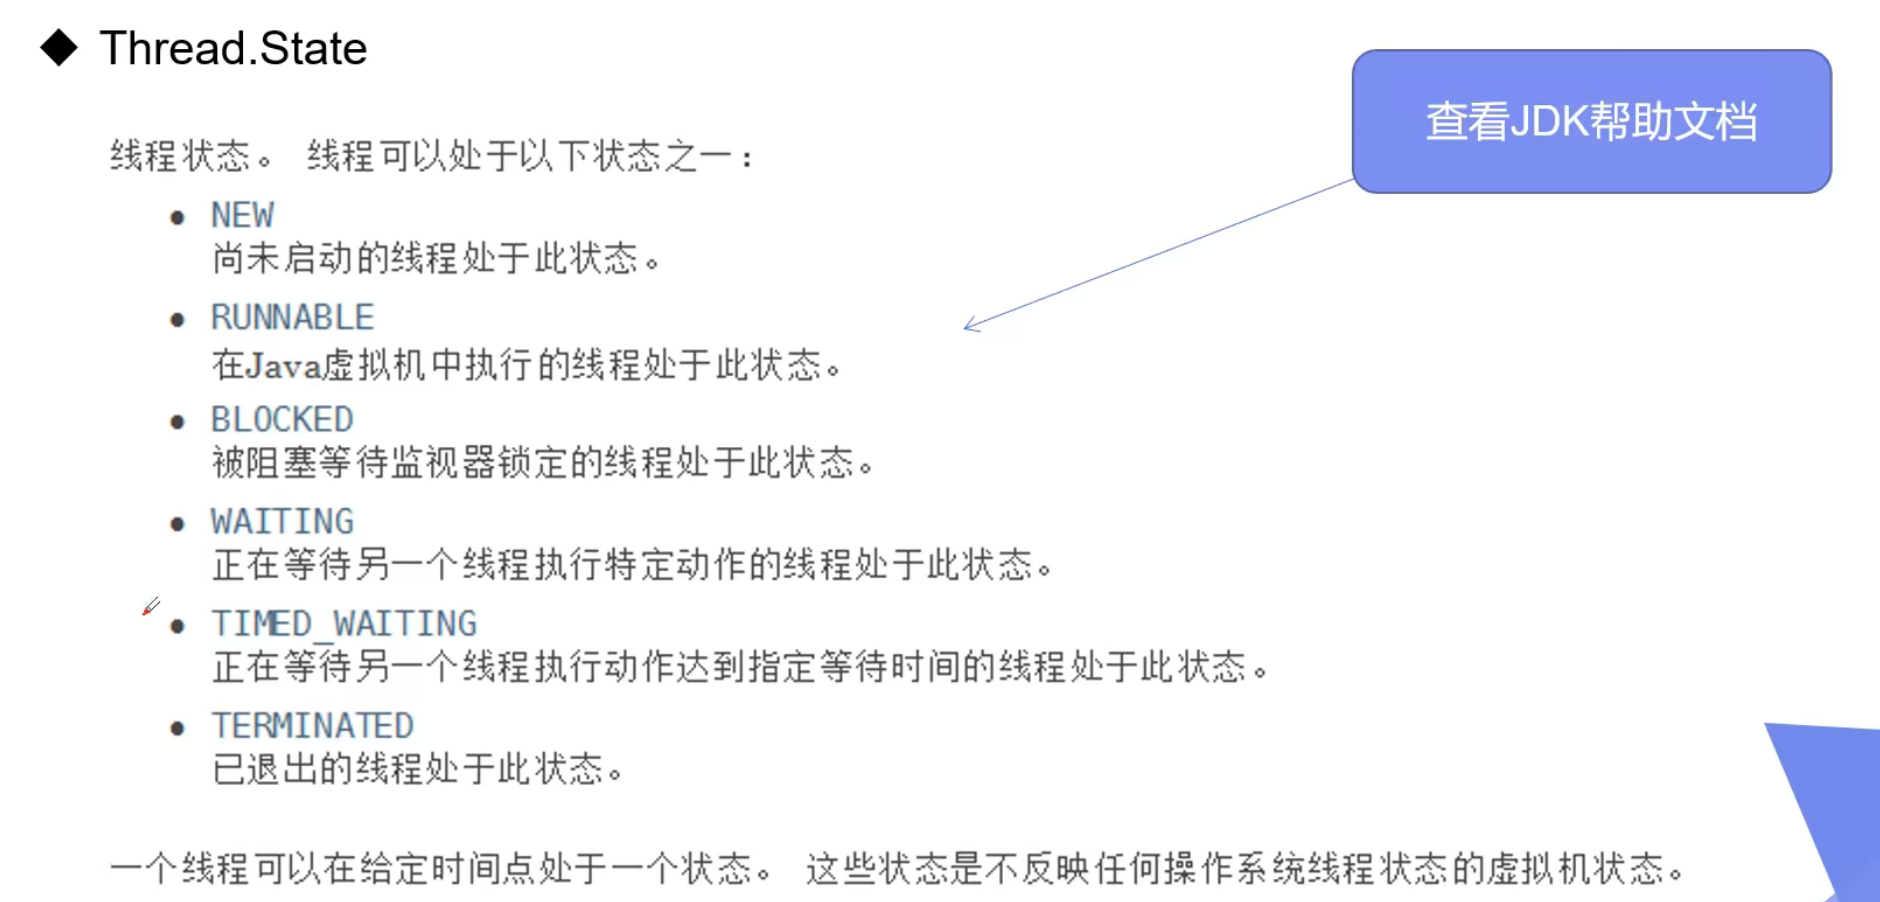 Thread.State
查看JDK帮助文档
线程状态。 线程可以处于以下状态之一：
NEW
尚未启动的线程处于此状态。
RUNNABLE
在Java虚拟机中执行的线程处于此状态。
BLOCKED
被阻塞等待监视器锁定的线程处于此状态。
WAITING
正在等待另一个线程执行特定动作的线程处于此状态。
TIMED_WAITING
正在等待另一个线程执行动作达到指定等待时间的线程处于此状态。
TERMINATED
已退出的线程处于此状态。
一个线程可以在给定时间点处于一个状态。 这些状态是不反映任何操作系统线程状态的虚拟机状态。